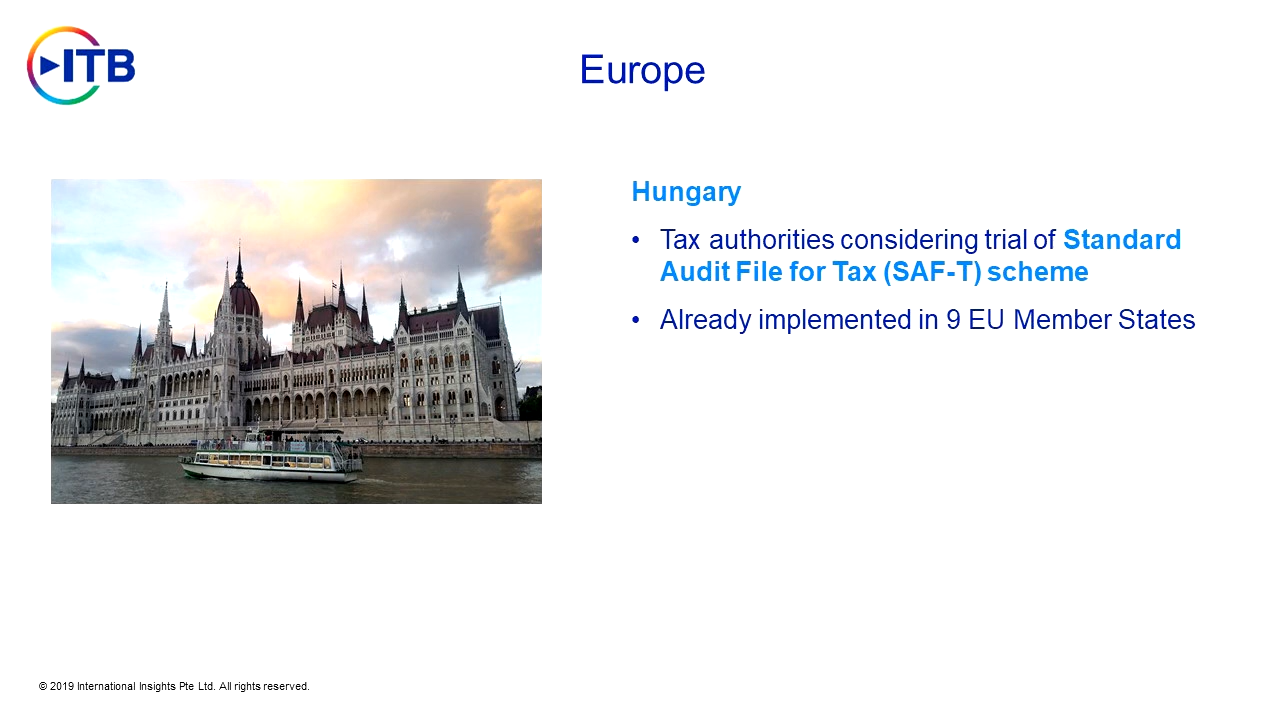 ITB
Europe
Hungary
• Tax authorities considering trial of Standard
Audit File for Tax (SAF-T) scheme
• Already implemented in 9 EU Member States
© 2019 International Insights Pte Ltd. All rights reserved.